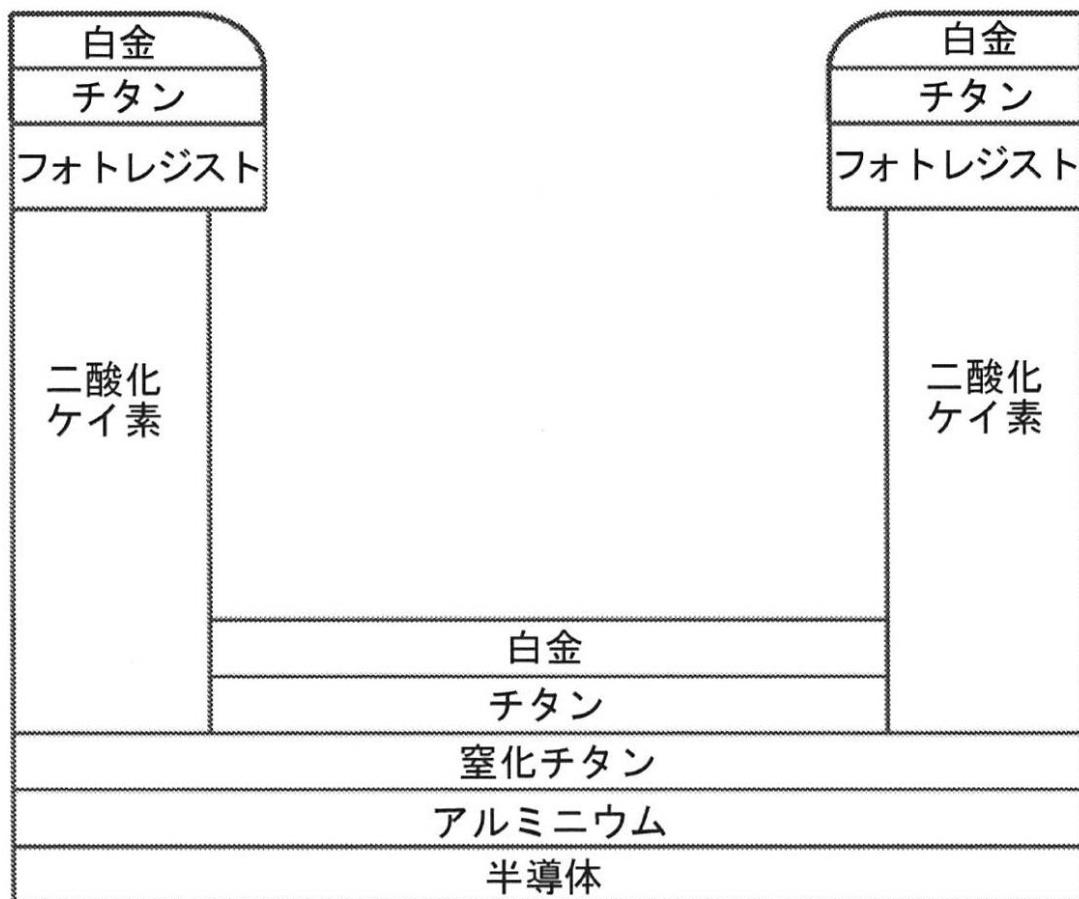 白金
白金
チタン
チタン
フォトレジスト
フォトレジスト
二酸化
ケイ素
二酸化
ケイ素
白金
チタン
窒化チタン
アルミニウム
半導体